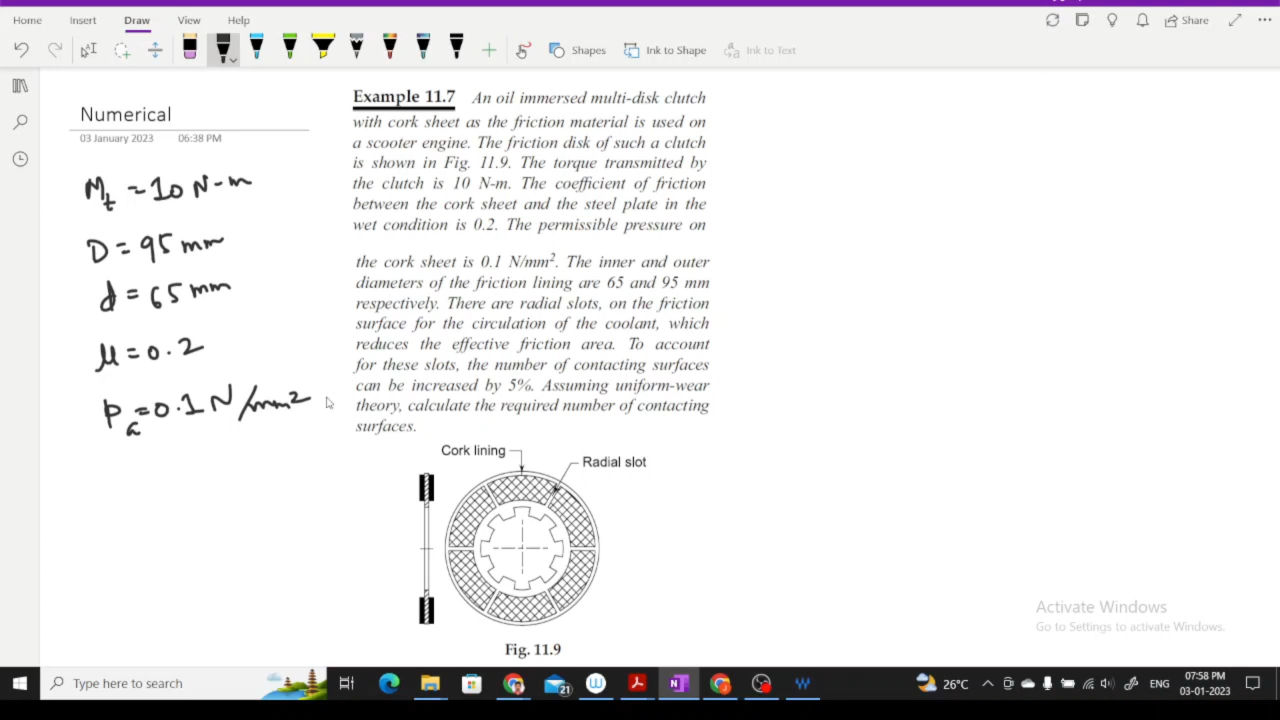 Home Insert Draw View Help
Share
Shapes Ink to Shape Ink to Text
Numerical
03 January 2023 06:38 PM
M_t = 10 N-m
D = 95 mm
d = 65 mm
μ = 0.2
P_a = 0.1 N/mm²
Example 11.7 An oil immersed multi-disk clutch
with cork sheet as the friction material is used on
a scooter engine. The friction disk of such a clutch
is shown in Fig. 11.9. The torque transmitted by
the clutch is 10 N-m. The coefficient of friction
between the cork sheet and the steel plate in the
wet condition is 0.2. The permissible pressure on
the cork sheet is 0.1 N/mm². The inner and outer
diameters of the friction lining are 65 and 95 mm
respectively. There are radial slots, on the friction
surface for the circulation of the coolant, which
reduces the effective friction area. To account
for these slots, the number of contacting surfaces
can be increased by 5%. Assuming uniform-wear
theory, calculate the required number of contacting
surfaces.
Cork lining
Radial slot
Fig. 11.9
Activate Windows
Go to Settings to activate Windows.
Type here to search
21
26°C
ENG
07:58 PM
03-01-2023